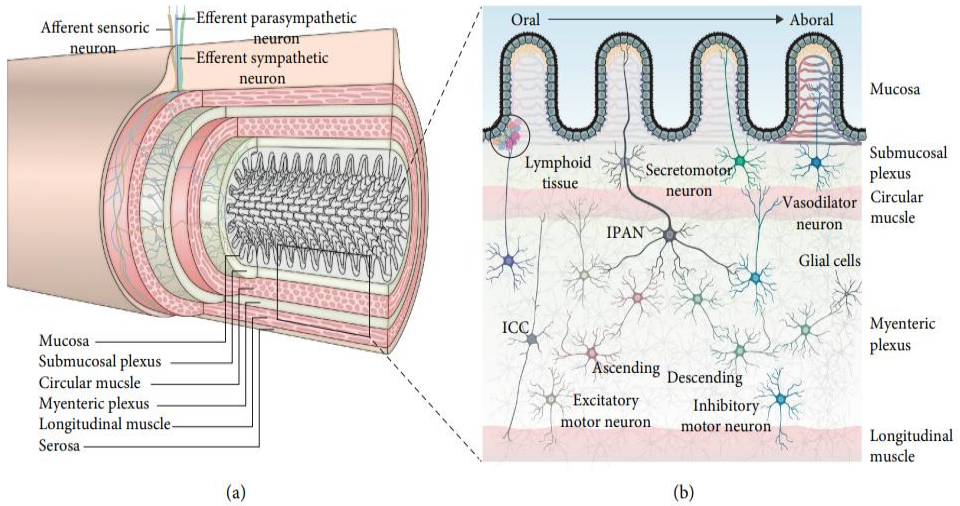 Afferent sensoric
neuron
Efferent parasympathetic
neuron
Efferent sympathetic
neuron
Mucosa
Submucosal plexus
Circular mucsle
Myenteric plexus
Longitudinal muscle
Serosa
(a)
Oral
Aboral
Mucosa
Lymphoid
tissue
Secretomotor
neuron
Submucosal
plexus
Circular
mucsle
Vasodilator
neuron
IPAN
Glial cells
ICC
Myenteric
plexus
Ascending
Descending
Excitatory
motor neuron
Inhibitory
motor neuron
Longitudinal
muscle
(b)